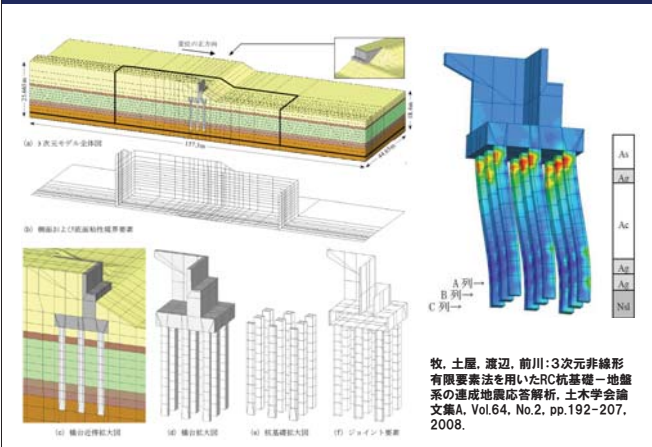 変位の正方向
25.665m
18.6m
117.3m
44.67m
(a) 3次元モデル全体図
(b) 側面および底面粘性境界要素
(c) 橋台近傍拡大図
(d) 橋台拡大図
(e) 杭基礎拡大図
(f) ジョイント要素
As
Ag
Ac
Ag
Ag
Nsl
A 列→
B 列→
C 列→
牧, 土屋, 渡辺, 前川:3次元非線形
有限要素法を用いたRC杭基礎-地盤
系の連成地震応答解析, 土木学会論
文集A, Vol.64, No.2, pp.192-207,
2008.